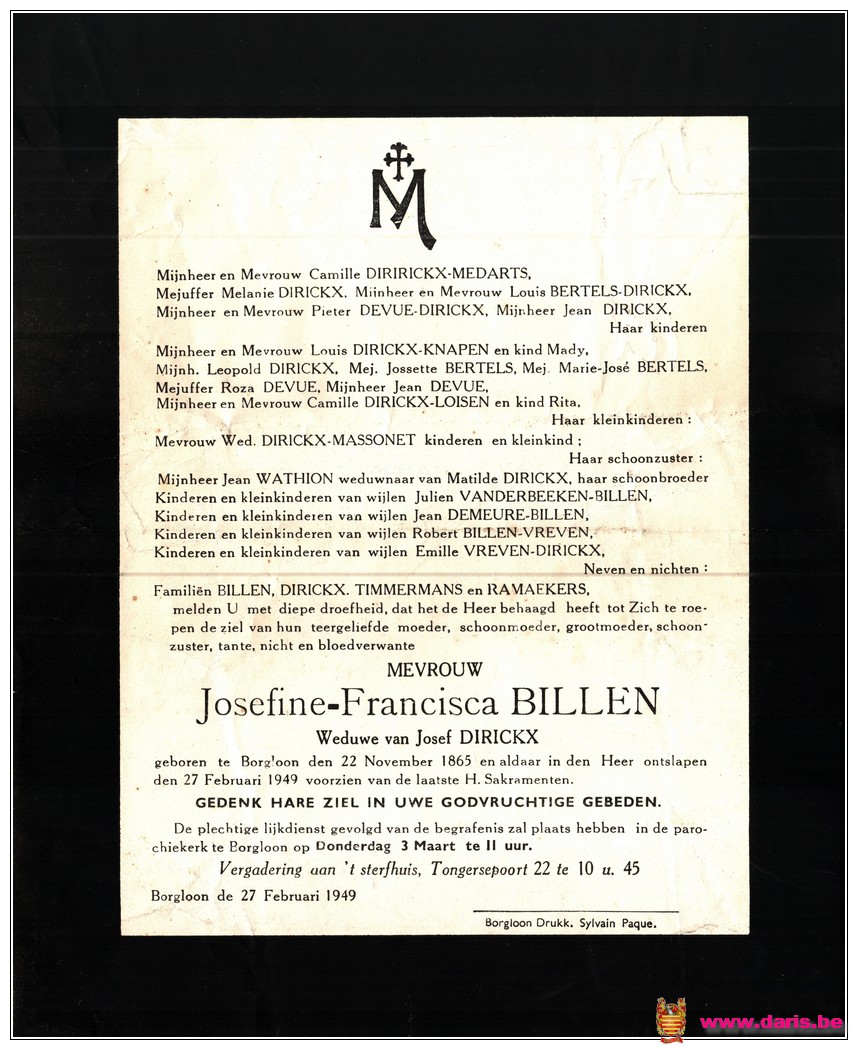 M
Mijnheer en Mevrouw Camille DIRIRICKX-MEDARTS,
Mejuffer Melanie DIRICKX. Mijnheer en Mevrouw Louis BERTELS-DIRICKX,
Mijnheer en Mevrouw Pieter DEVUE-DIRICKX, Mijnheer Jean DIRICKX,
Haar kinderen
Mijnheer en Mevrouw Louis DIRICKX-KNAPEN en kind Mady,
Mijnh. Leopold DIRICKX, Mej. Jossette BERTELS, Mej. Marie-José BERTELS,
Mejuffer Roza DEVUE, Mijnheer Jean DEVUE,
Mijnheer en Mevrouw Camille DIRICKX-LOISEN en kind Rita,
Haar kleinkinderen :
Mevrouw Wed. DIRICKX-MASSONET kinderen en kleinkind ;
Haar schoonzuster :
Mijnheer Jean WATHION weduwnaar van Matilde DIRICKX, haar schoonbroeder
Kinderen en kleinkinderen van wijlen Julien VANDERBEEKEN-BILLEN,
Kinderen en kleinkinderen van wijlen Jean DEMEURE-BILLEN,
Kinderen en kleinkinderen van wijlen Robert BILLEN-VREVEN,
Kinderen en kleinkinderen van wijlen Emille VREVEN-DIRICKX,
Neven en nichten :
Familiën BILLEN, DIRICKX. TIMMERMANS en RAMAEKERS,
melden U met diepe droefheid, dat het de Heer behaagd heeft tot Zich te roe-
pen de ziel van hun teergeliefde moeder, schoonmoeder, grootmoeder, schoon-
zuster, tante, nicht en bloedverwante
MEVROUW
Josefine-Francisca BILLEN
Weduwe van Josef DIRICKX
geboren te Borgloon den 22 November 1865 en aldaar in den Heer ontslapen
den 27 Februari 1949 voorzien van de laatste H. Sakramenten.
GEDENK HARE ZIEL IN UWE GODVRUCHTIGE GEBEDEN.
De plechtige lijkdienst gevolgd van de begrafenis zal plaats hebben in de paro-
chiekerk te Borgloon op Donderdag 3 Maart te 11 uur.
Vergadering aan 't sterfhuis, Tongersepoort 22 te 10 u. 45
Borgloon de 27 Februari 1949
Borgloon Drukk. Sylvain Paque.
www.daris.be